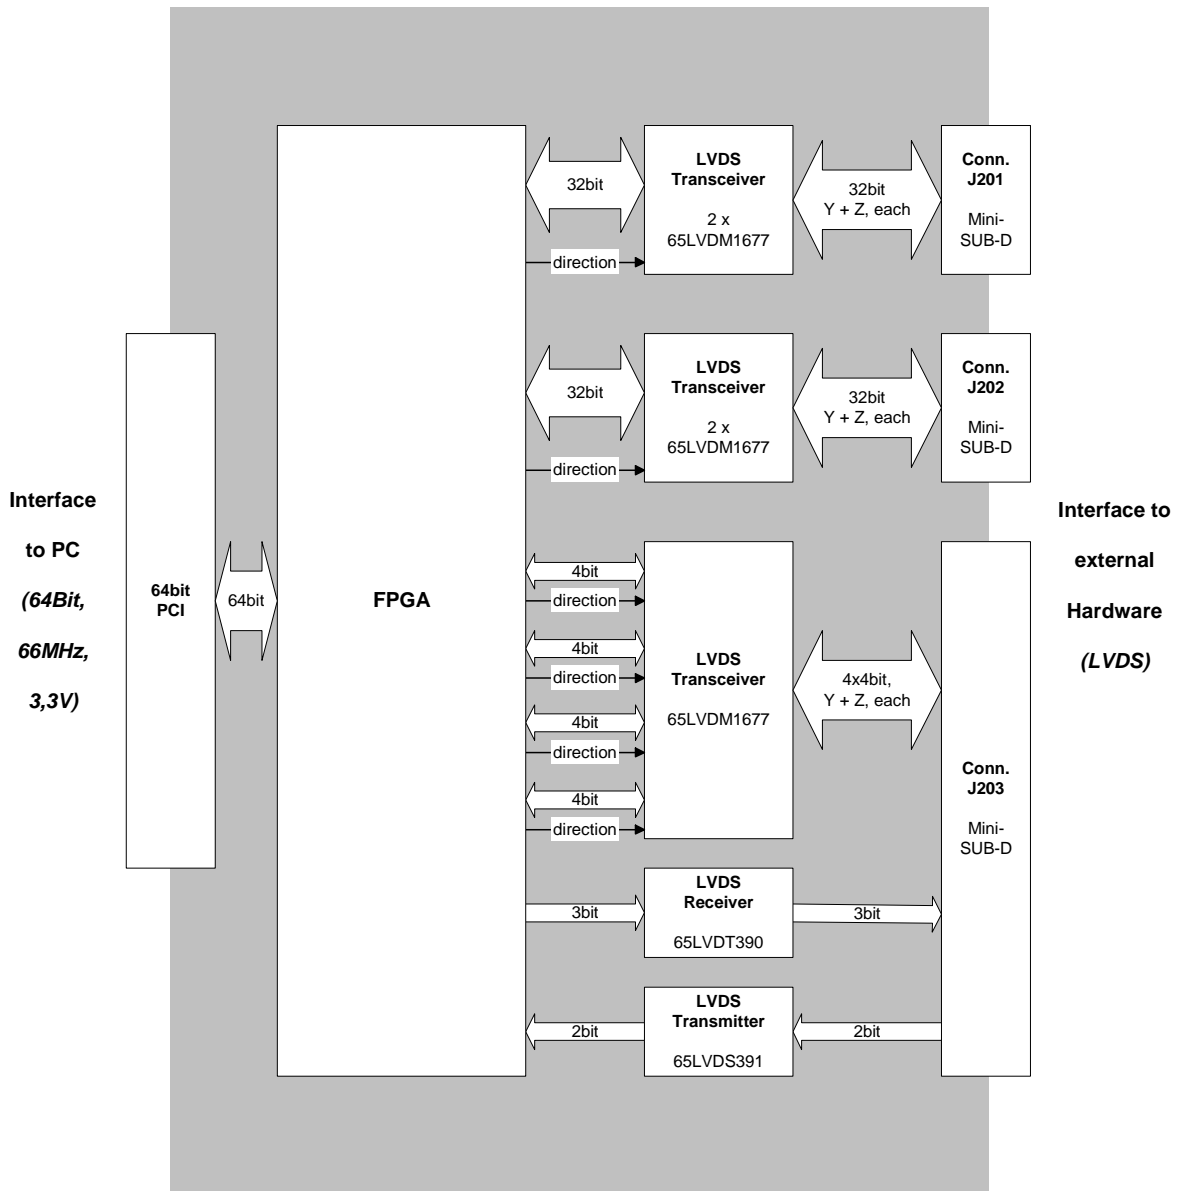 Interface
to PC
(64Bit,
66MHz,
3,3V)
64bit
PCI
64bit
FPGA
32bit
direction
LVDS
Transceiver
2 x
65LVDM1677
32bit
Y + Z, each
Conn.
J201
Mini-
SUB-D
32bit
direction
LVDS
Transceiver
2 x
65LVDM1677
32bit
Y + Z, each
Conn.
J202
Mini-
SUB-D
4bit
direction
4bit
direction
4bit
direction
4bit
direction
LVDS
Transceiver
65LVDM1677
4x4bit,
Y + Z, each
Conn.
J203
Mini-
SUB-D
3bit
LVDS
Receiver
65LVDT390
3bit
2bit
LVDS
Transmitter
65LVDS391
2bit
Interface to
external
Hardware
(LVDS)